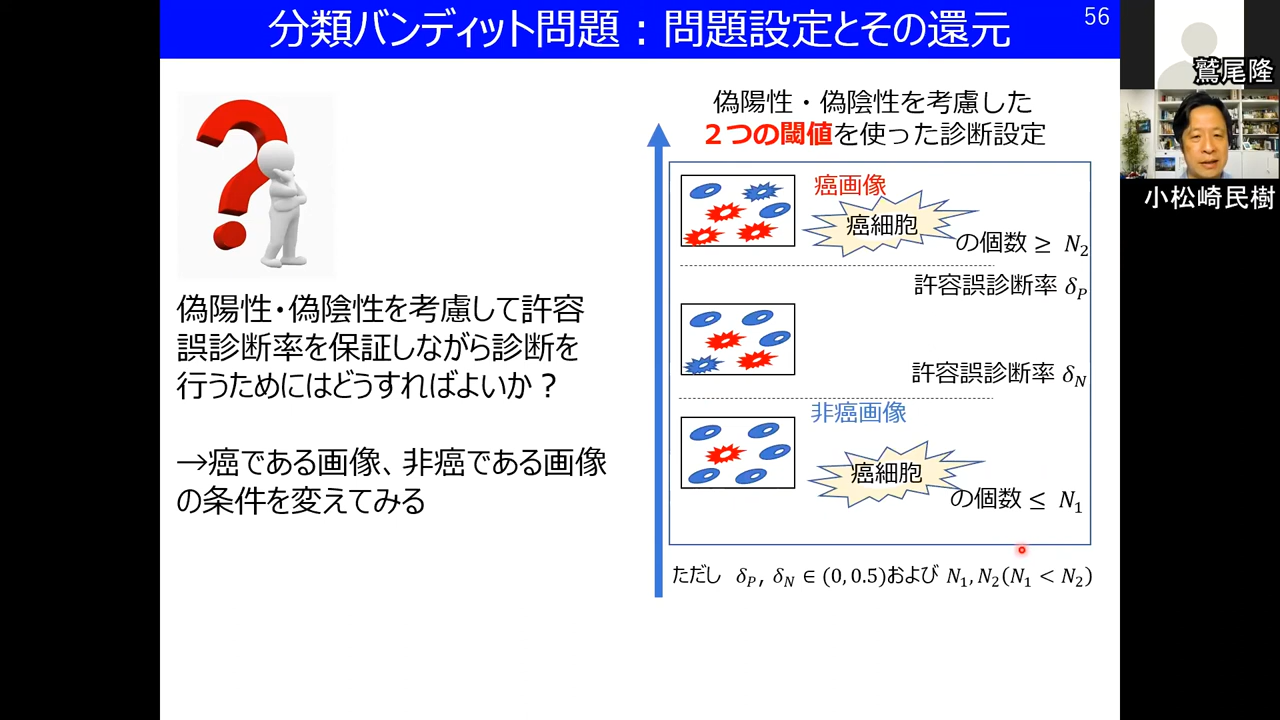 分類バンディット問題：問題設定とその還元
56
鷲尾隆
小松崎民樹
偽陽性・偽陰性を考慮して許容
誤診断率を保証しながら診断を
行うためにはどうすればよいか？
→癌である画像、非癌である画像
の条件を変えてみる
偽陽性・偽陰性を考慮した
２つの閾値を使った診断設定
癌画像
癌細胞
の個数 ≥ N₂
許容誤診断率 δ_P
許容誤診断率 δ_N
非癌画像
癌細胞
の個数 ≤ N₁
ただし δ_P, δ_N ∈ (0, 0.5)および N₁, N₂(N₁ < N₂)